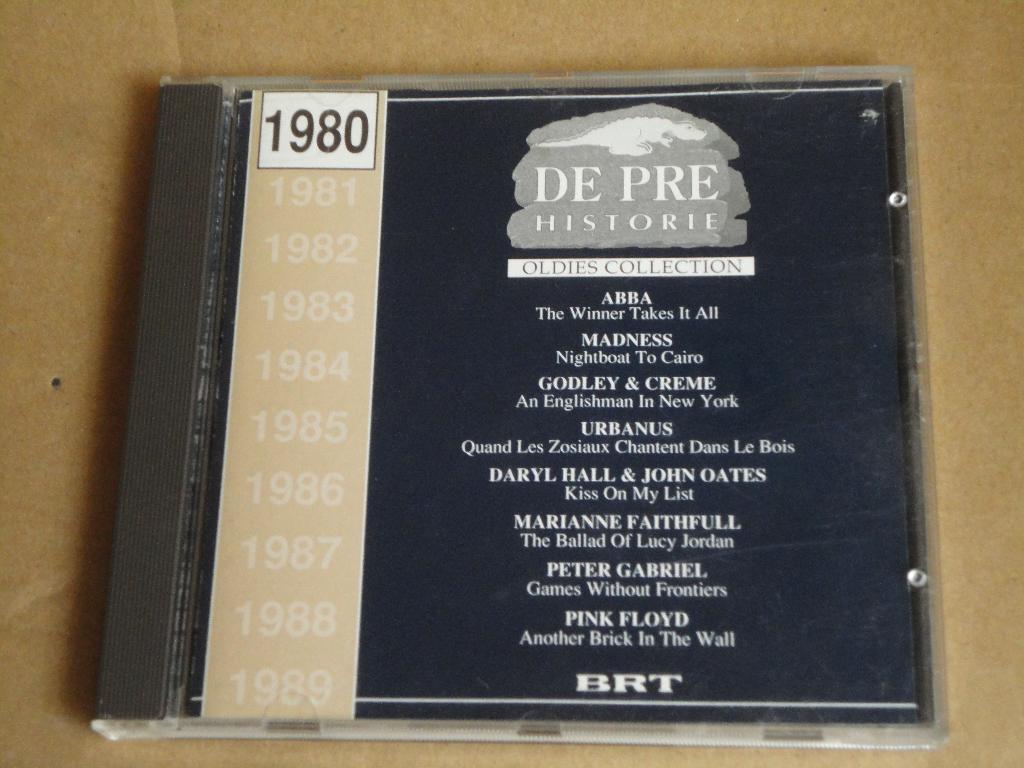 1980
1981
1982
1983
1984
1985
1986
1987
1988
1989
DE PRE
HISTORIE
OLDIES COLLECTION
ABBA
The Winner Takes It All
MADNESS
Nightboat To Cairo
GODLEY & CREME
An Englishman In New York
URBANUS
Quand Les Zosiaux Chantent Dans Le Bois
DARYL HALL & JOHN OATES
Kiss On My List
MARIANNE FAITHFULL
The Ballad Of Lucy Jordan
PETER GABRIEL
Games Without Frontiers
PINK FLOYD
Another Brick In The Wall
BRT